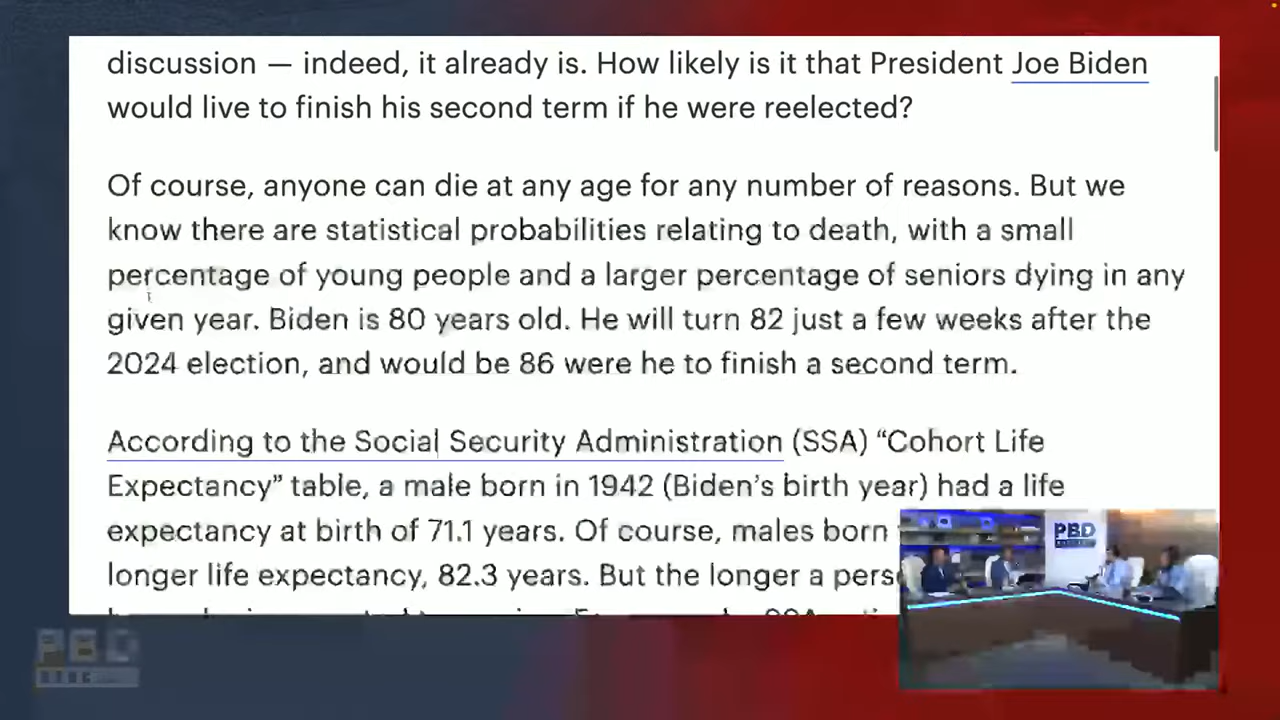 discussion — indeed, it already is. How likely is it that President Joe Biden
would live to finish his second term if he were reelected?
Of course, anyone can die at any age for any number of reasons. But we
know there are statistical probabilities relating to death, with a small
percentage of young people and a larger percentage of seniors dying in any
given year. Biden is 80 years old. He will turn 82 just a few weeks after the
2024 election, and would be 86 were he to finish a second term.
According to the Social Security Administration (SSA) “Cohort Life
Expectancy” table, a male born in 1942 (Biden’s birth year) had a life
expectancy at birth of 71.1 years. Of course, males born
longer life expectancy, 82.3 years. But the longer a pers
PBD
PBD